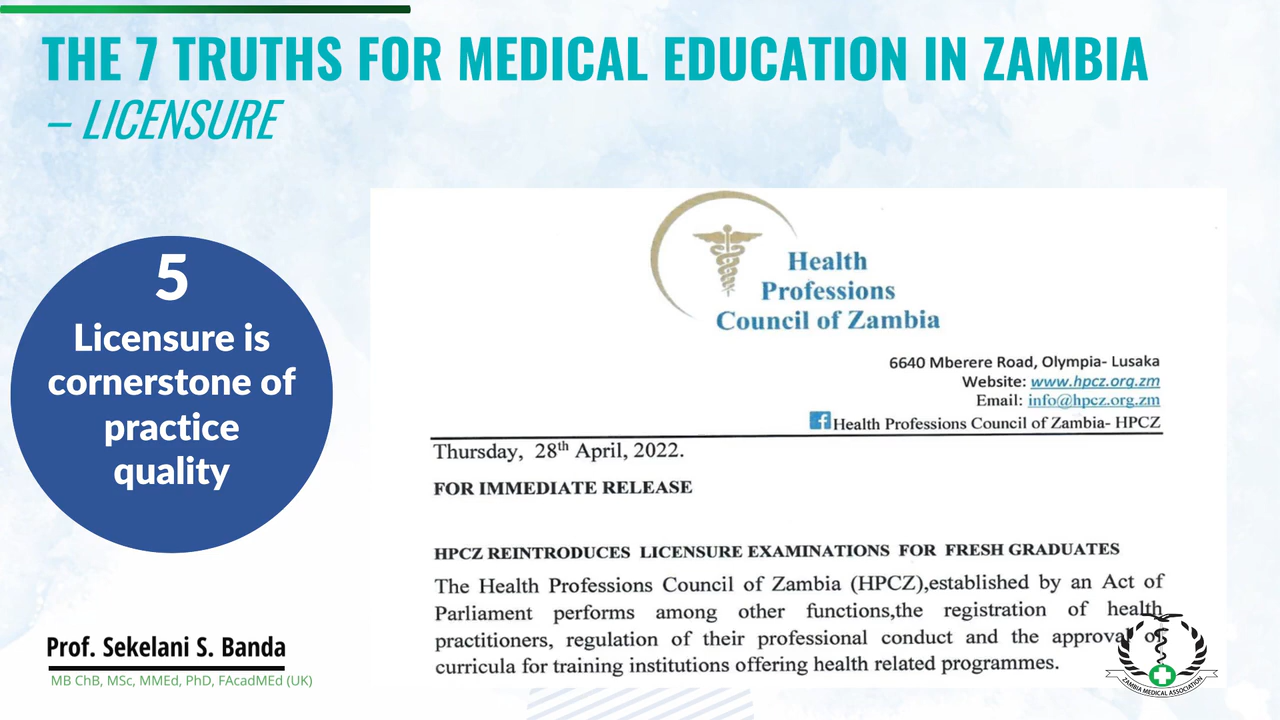 THE 7 TRUTHS FOR MEDICAL EDUCATION IN ZAMBIA
– LICENSURE
5
Licensure is
cornerstone of
practice
quality
Health
Professions
Council of Zambia
6640 Mberere Road, Olympia- Lusaka
Website: www.hpcz.org.zm
Email: info@hpcz.org.zm
Health Professions Council of Zambia- HPCZ
Thursday, 28th April, 2022.
FOR IMMEDIATE RELEASE
HPCZ REINTRODUCES LICENSURE EXAMINATIONS FOR FRESH GRADUATES
The Health Professions Council of Zambia (HPCZ),established by an Act of
Parliament performs among other functions,the registration of health
practitioners, regulation of their professional conduct and the approval of
curricula for training institutions offering health related programmes.
Prof. Sekelani S. Banda
MB ChB, MSc, MMEd, PhD, FAcadMEd (UK)
ZAMBIA MEDICAL ASSOCIATION